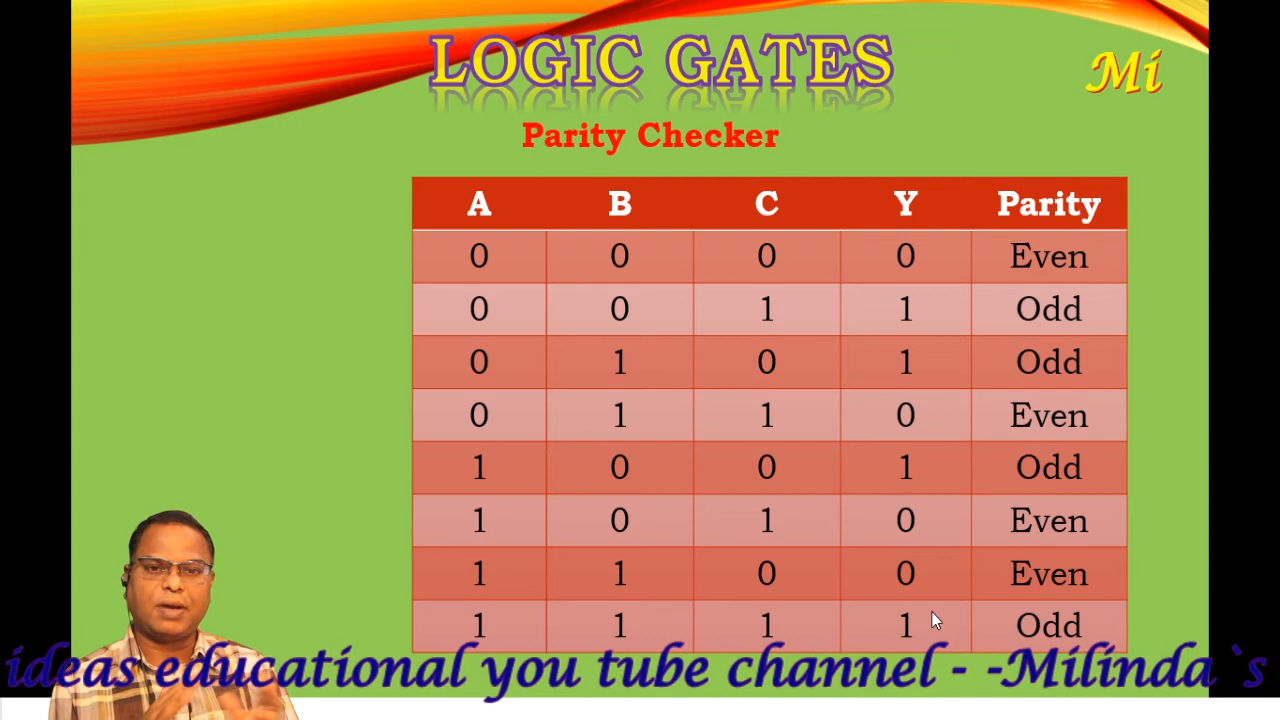 LOGIC GATES
Mi
Parity Checker
A B C Y Parity
0 0 0 0 Even
0 0 1 1 Odd
0 1 0 1 Odd
0 1 1 0 Even
1 0 0 1 Odd
1 0 1 0 Even
1 1 0 0 Even
1 1 1 1 Odd
ideas educational you tube channel - -Milinda`s